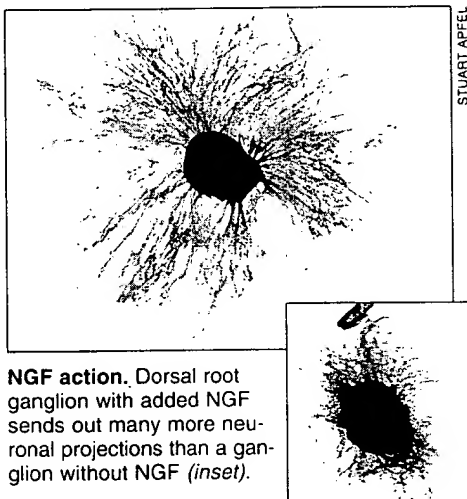 STUART APFEL
NGF action. Dorsal root
ganglion with added NGF
sends out many more neu-
ronal projections than a gan-
glion without NGF (inset).